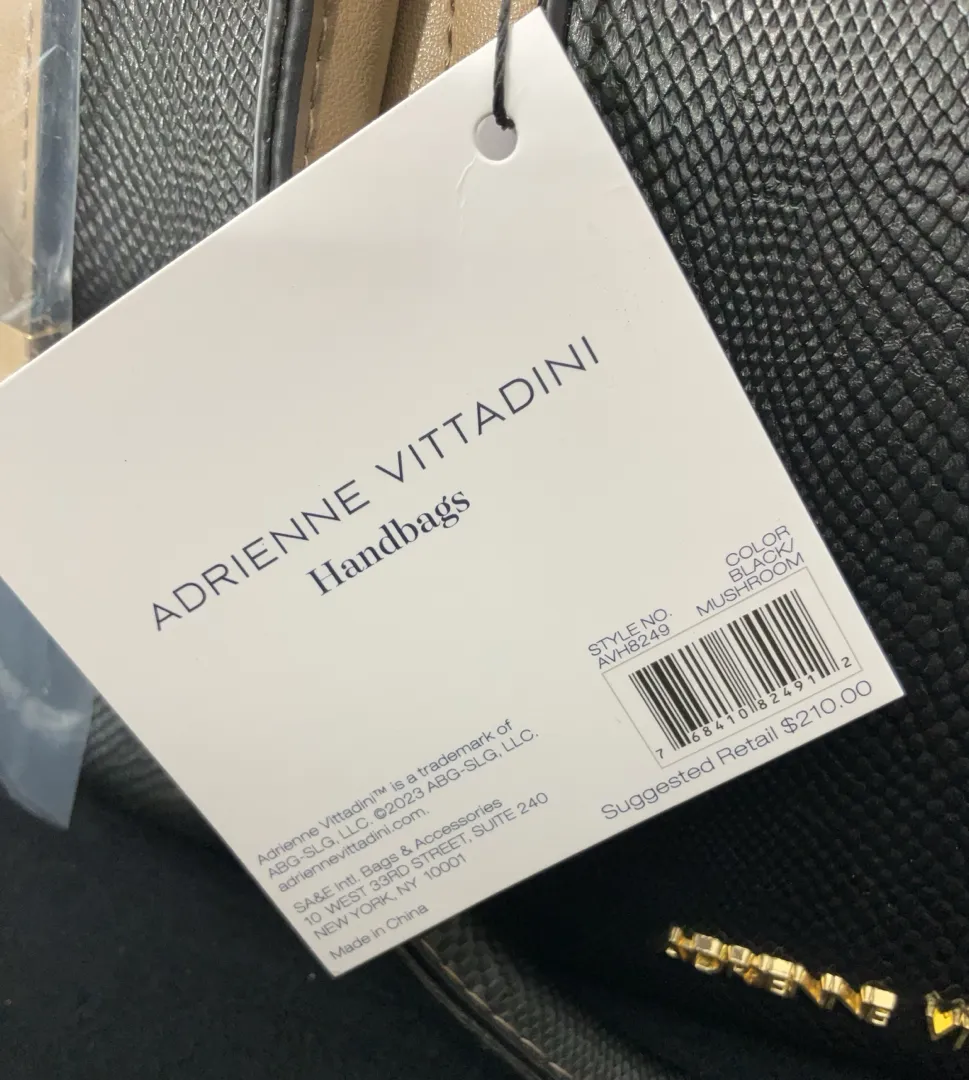 ADRIENNE VITTADINI
Handbags
STYLE NO.
AVH8249
COLOR
BLACK/
MUSHROOM
7 68410 82491 2
Suggested Retail $210.00
Adrienne Vittadini™ is a trademark of
ABG-SLG, LLC. ©2023 ABG-SLG, LLC.
adriennevittadini.com.
SA&E Intl. Bags & Accessories
10 WEST 33RD STREET, SUITE 240
NEW YORK, NY 10001
Made in China